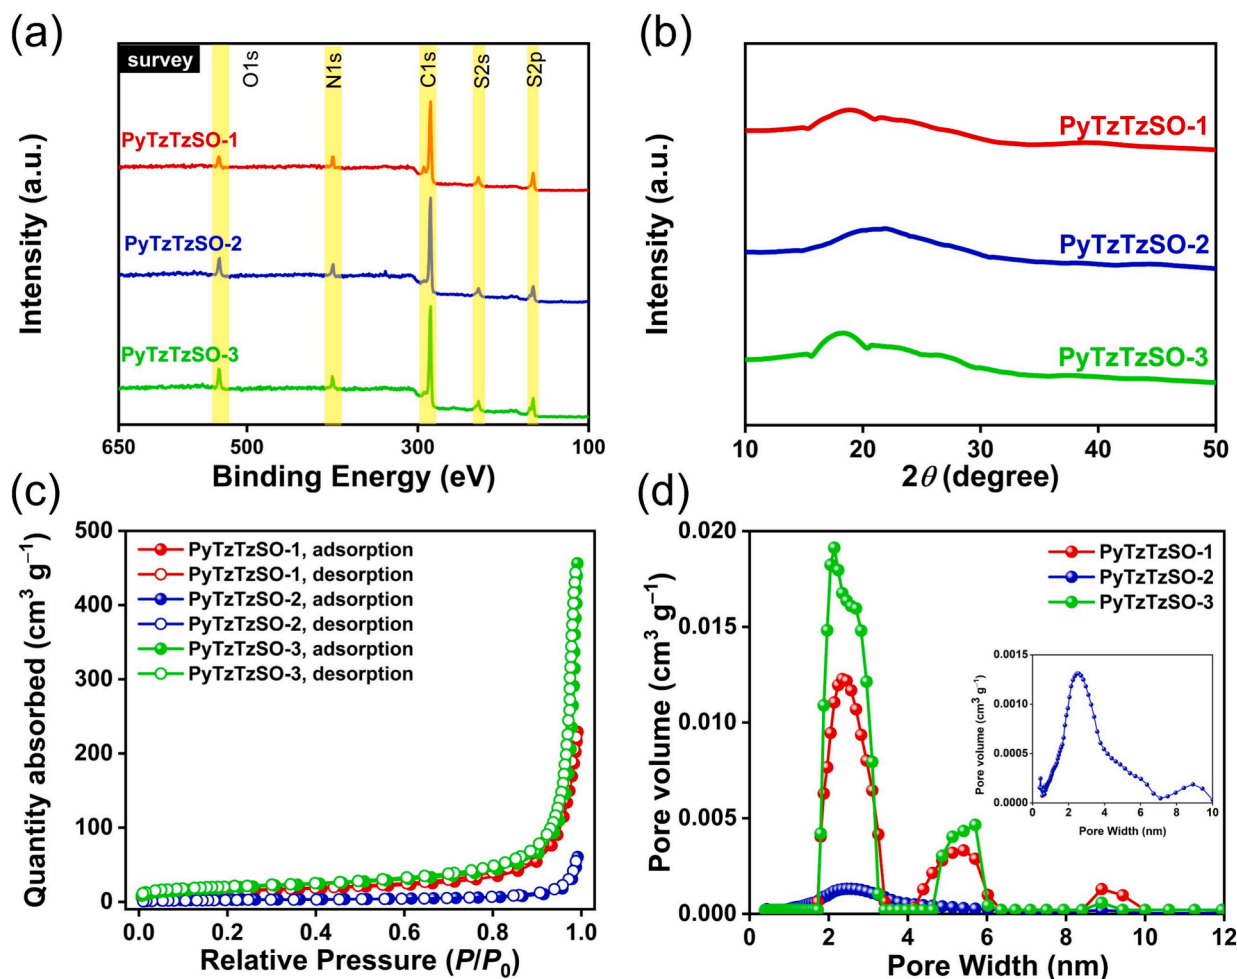 (a)
survey
O1s
N1s
C1s
S2s
S2p
PyTzTzSO-1
PyTzTzSO-2
PyTzTzSO-3
Intensity (a.u.)
650
500
300
100
Binding Energy (eV)
(b)
PyTzTzSO-1
PyTzTzSO-2
PyTzTzSO-3
Intensity (a.u.)
10
20
30
40
50
2θ (degree)
(c)
500
400
300
200
100
0
Quantity absorbed (cm³ g⁻¹)
PyTzTzSO-1, adsorption
PyTzTzSO-1, desorption
PyTzTzSO-2, adsorption
PyTzTzSO-2, desorption
PyTzTzSO-3, adsorption
PyTzTzSO-3, desorption
0.0
0.2
0.4
0.6
0.8
1.0
Relative Pressure (P/P₀)
(d)
0.020
0.015
0.010
0.005
0.000
Pore volume (cm³ g⁻¹)
PyTzTzSO-1
PyTzTzSO-2
PyTzTzSO-3
0.0015
0.0010
0.0005
0.0000
Pore volume (cm³ g⁻¹)
0
2
4
6
8
10
Pore Width (nm)
0
2
4
6
8
10
12
Pore Width (nm)